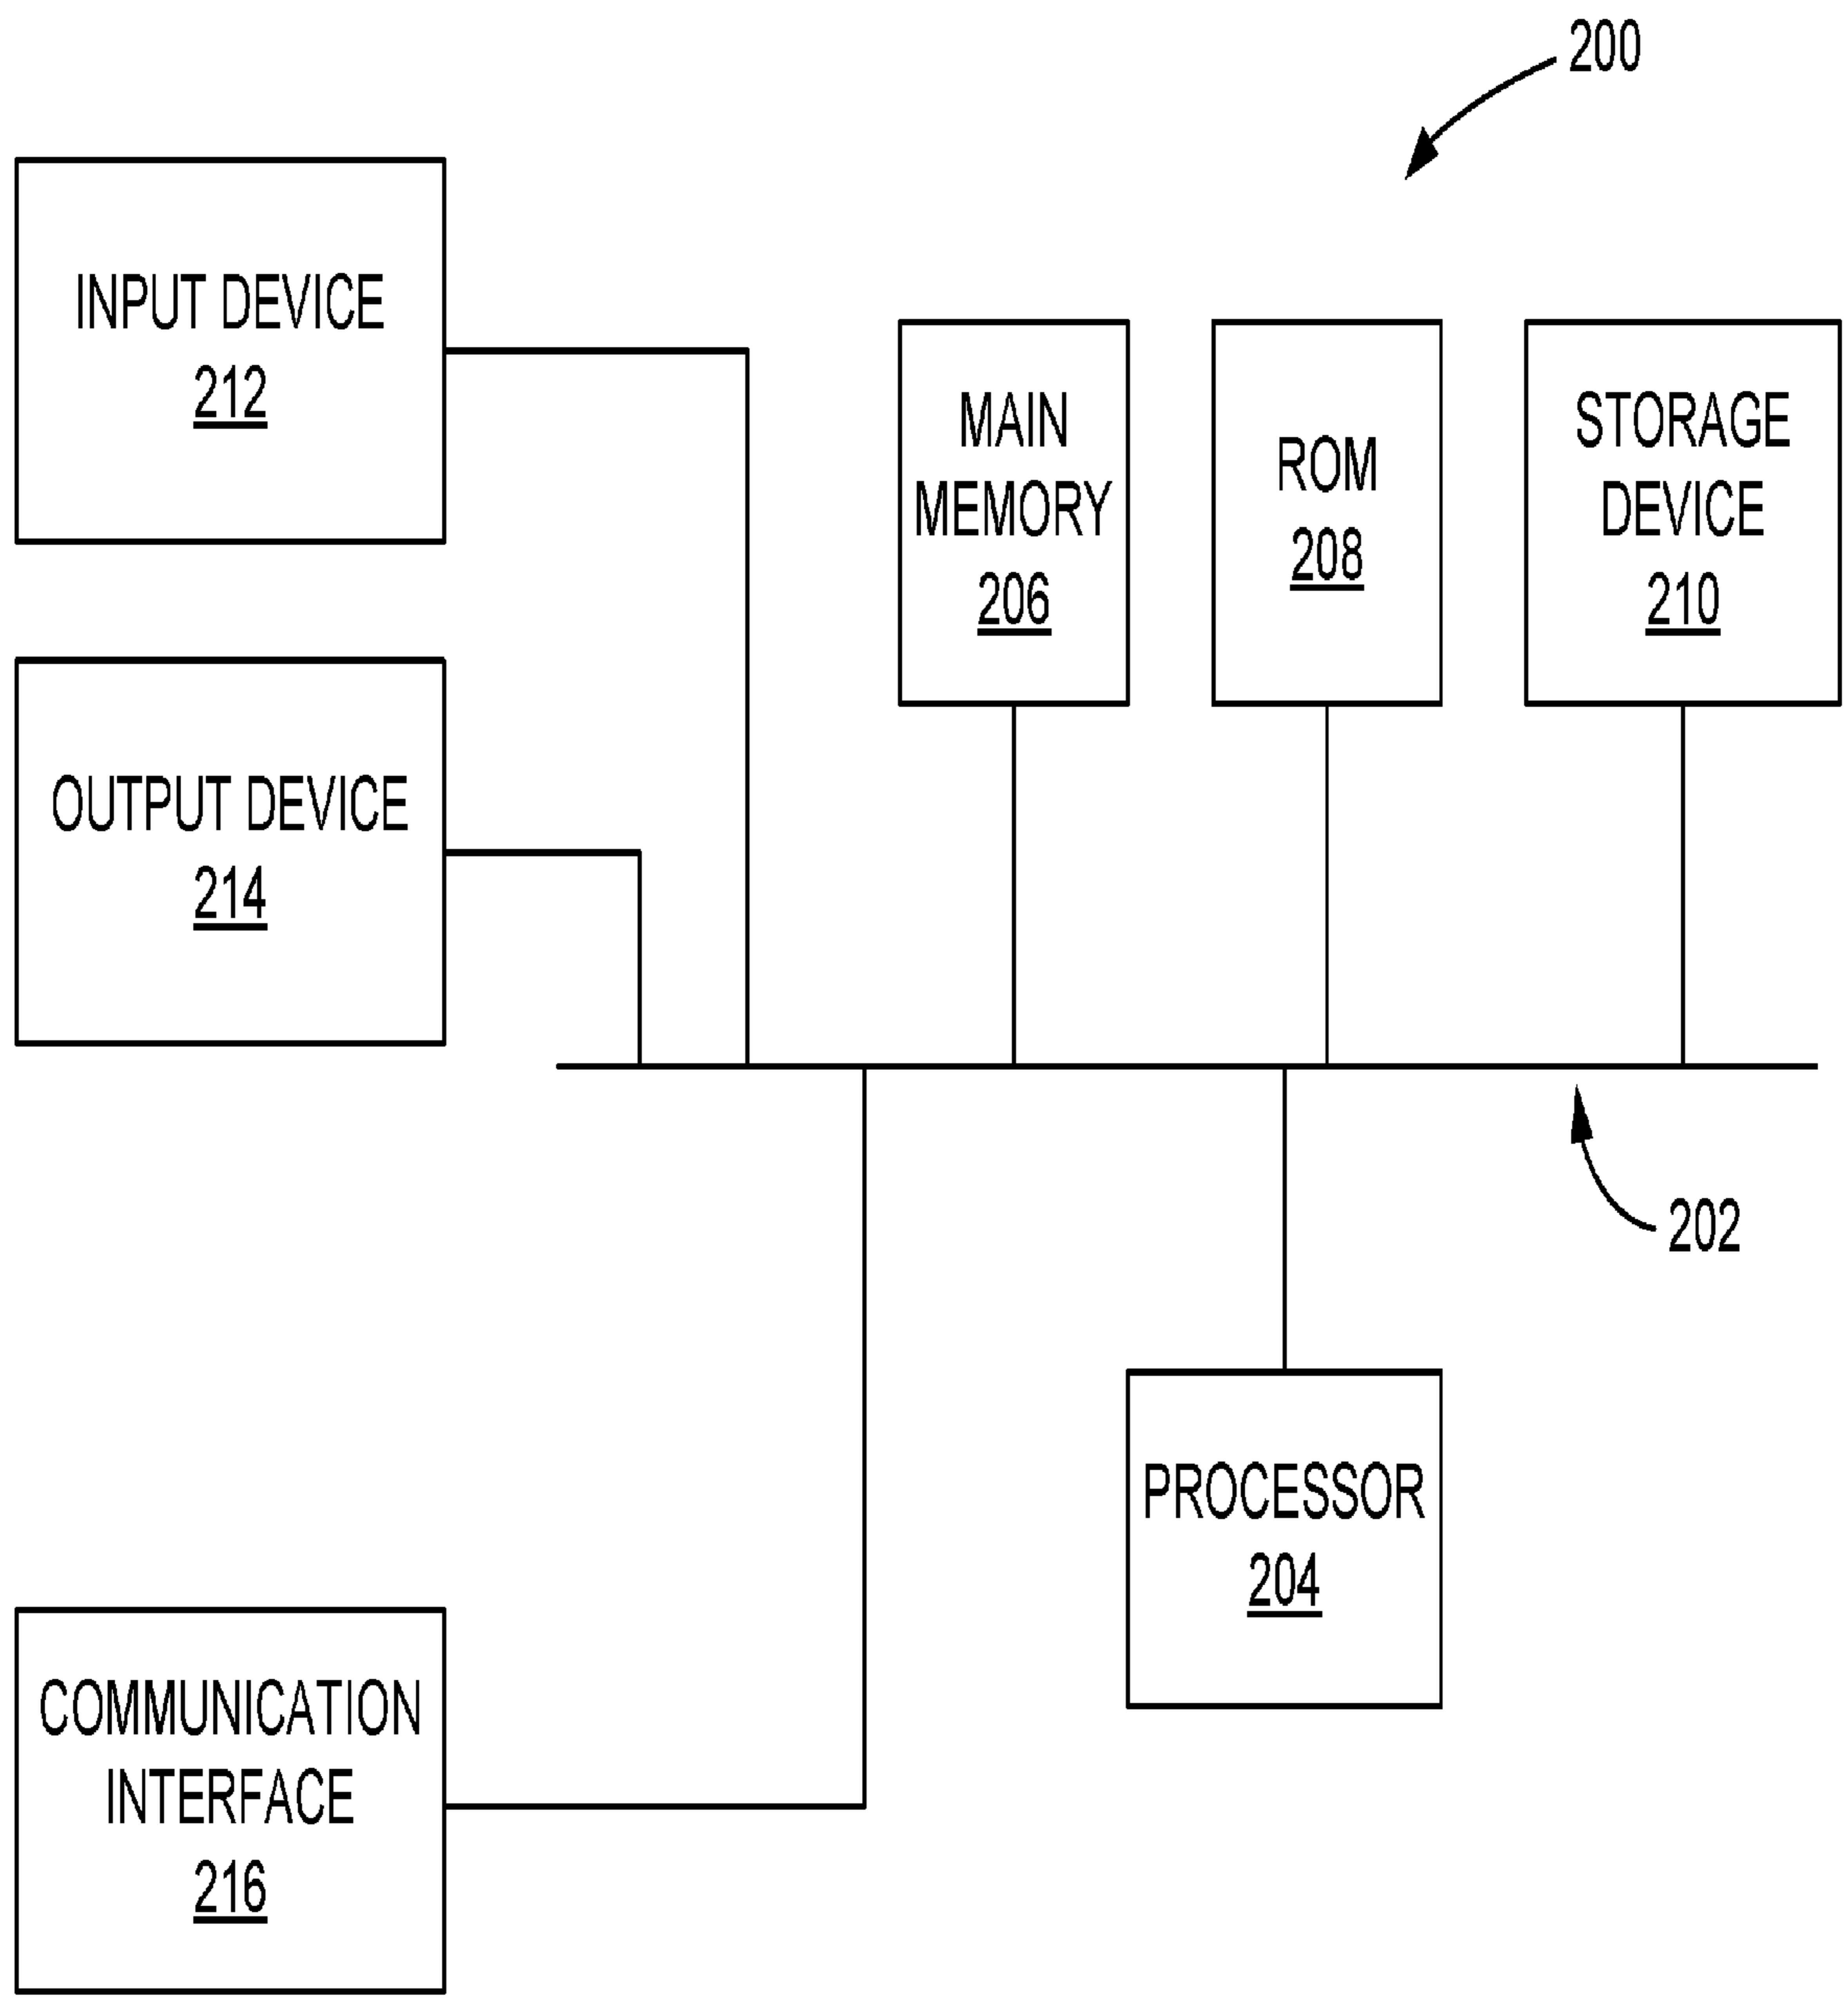 200
INPUT DEVICE
212
MAIN
MEMORY
206
ROM
208
STORAGE
DEVICE
210
OUTPUT DEVICE
214
202
PROCESSOR
204
COMMUNICATION
INTERFACE
216